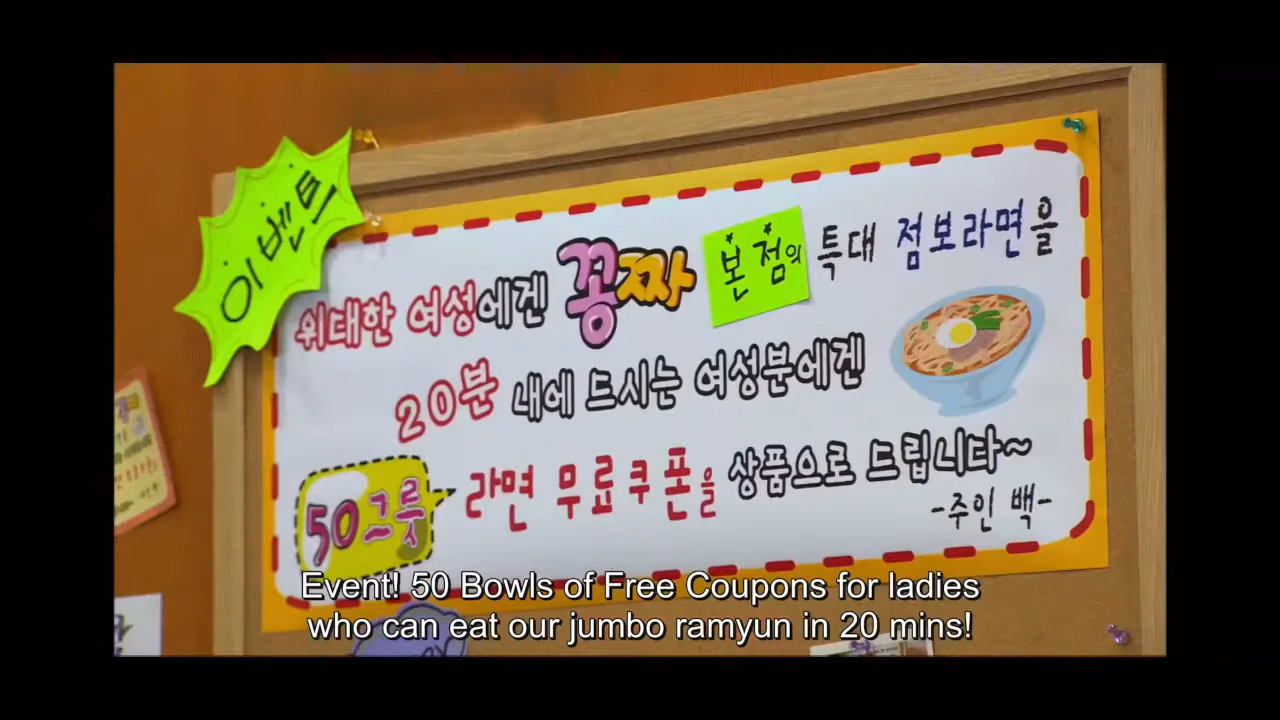 이벤트
위대한 여성에겐 꽁짜 본점의 특대 점보라면을
20분 내에 드시는 여성분에겐
50그릇 라면 무료쿠폰을 상품으로 드립니다~
-주인 백-
Event! 50 Bowls of Free Coupons for ladies
who can eat our jumbo ramyun in 20 mins!